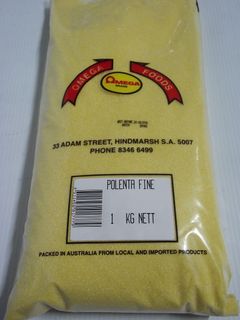 OMEGA FOODS
OMEGA
BRAND
33 ADAM STREET, HINDMARSH S.A. 5007
PHONE 8346 6499
POLENTA FINE
1 KG NETT
PACKED IN AUSTRALIA FROM LOCAL AND IMPORTED PRODUCTS